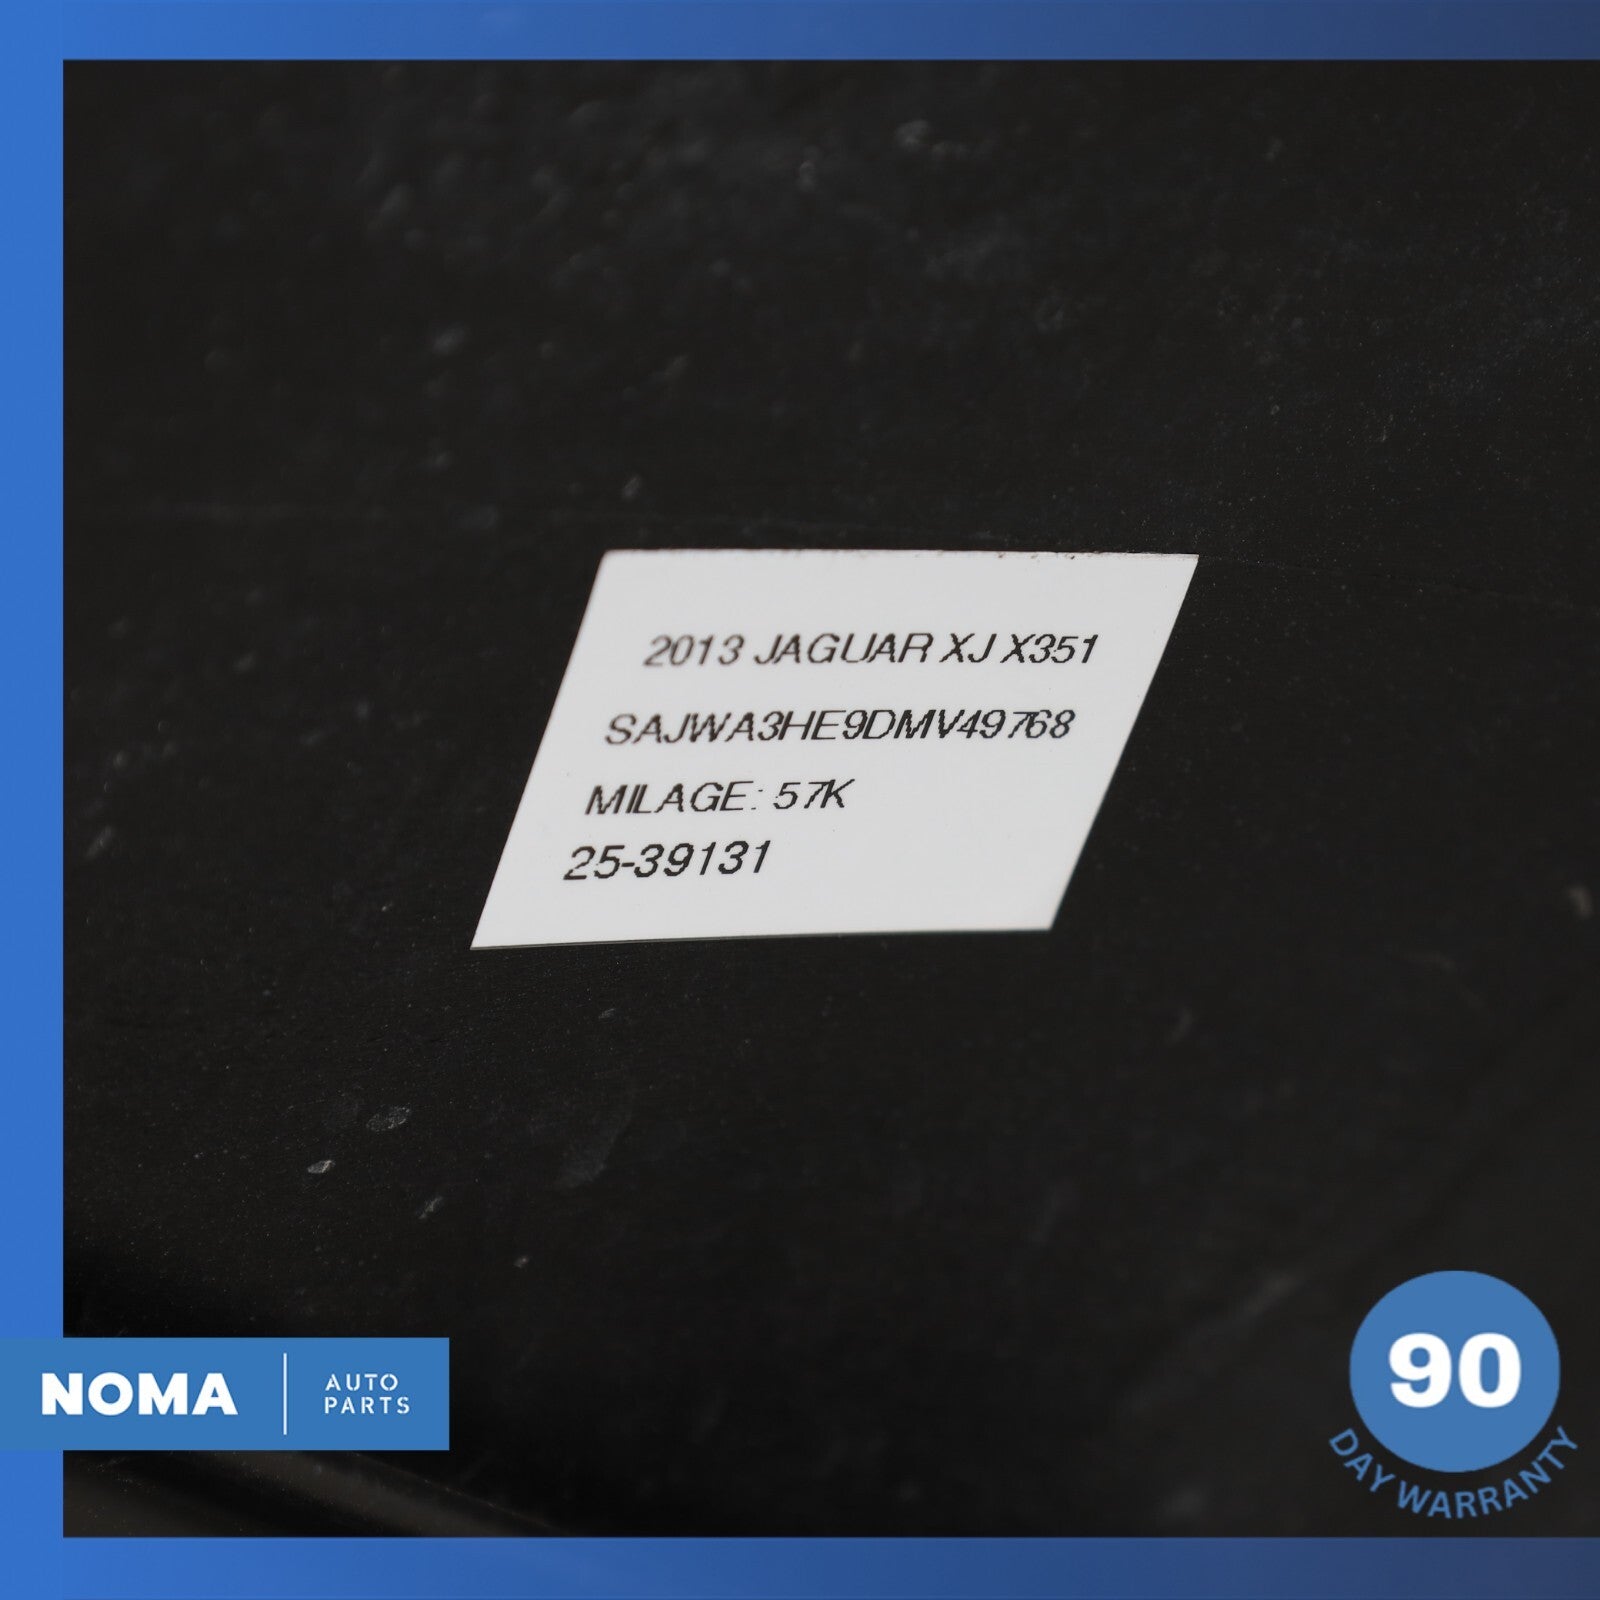 2013 JAGUAR XJ X351
SAJWA3HE9DMV49768
MILAGE: 57K
25-39131
NOMA
AUTO
PARTS
90
DAY WARRANTY